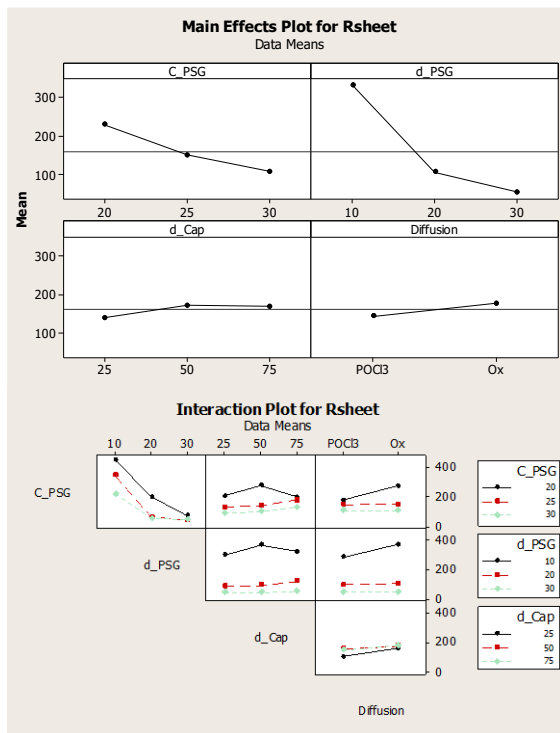 Main Effects Plot for Rsheet
Data Means
C_PSG d_PSG
300
200
100
20 25 30 10 20 30
Mean
d_Cap Diffusion
300
200
100
25 50 75 POCl3 Ox
Interaction Plot for Rsheet
Data Means
10 20 30 25 50 75 POCl3 Ox
C_PSG
400
200
0
C_PSG
20
25
30
d_PSG
400
200
0
d_PSG
10
20
30
d_Cap
400
200
0
d_Cap
25
50
75
Diffusion